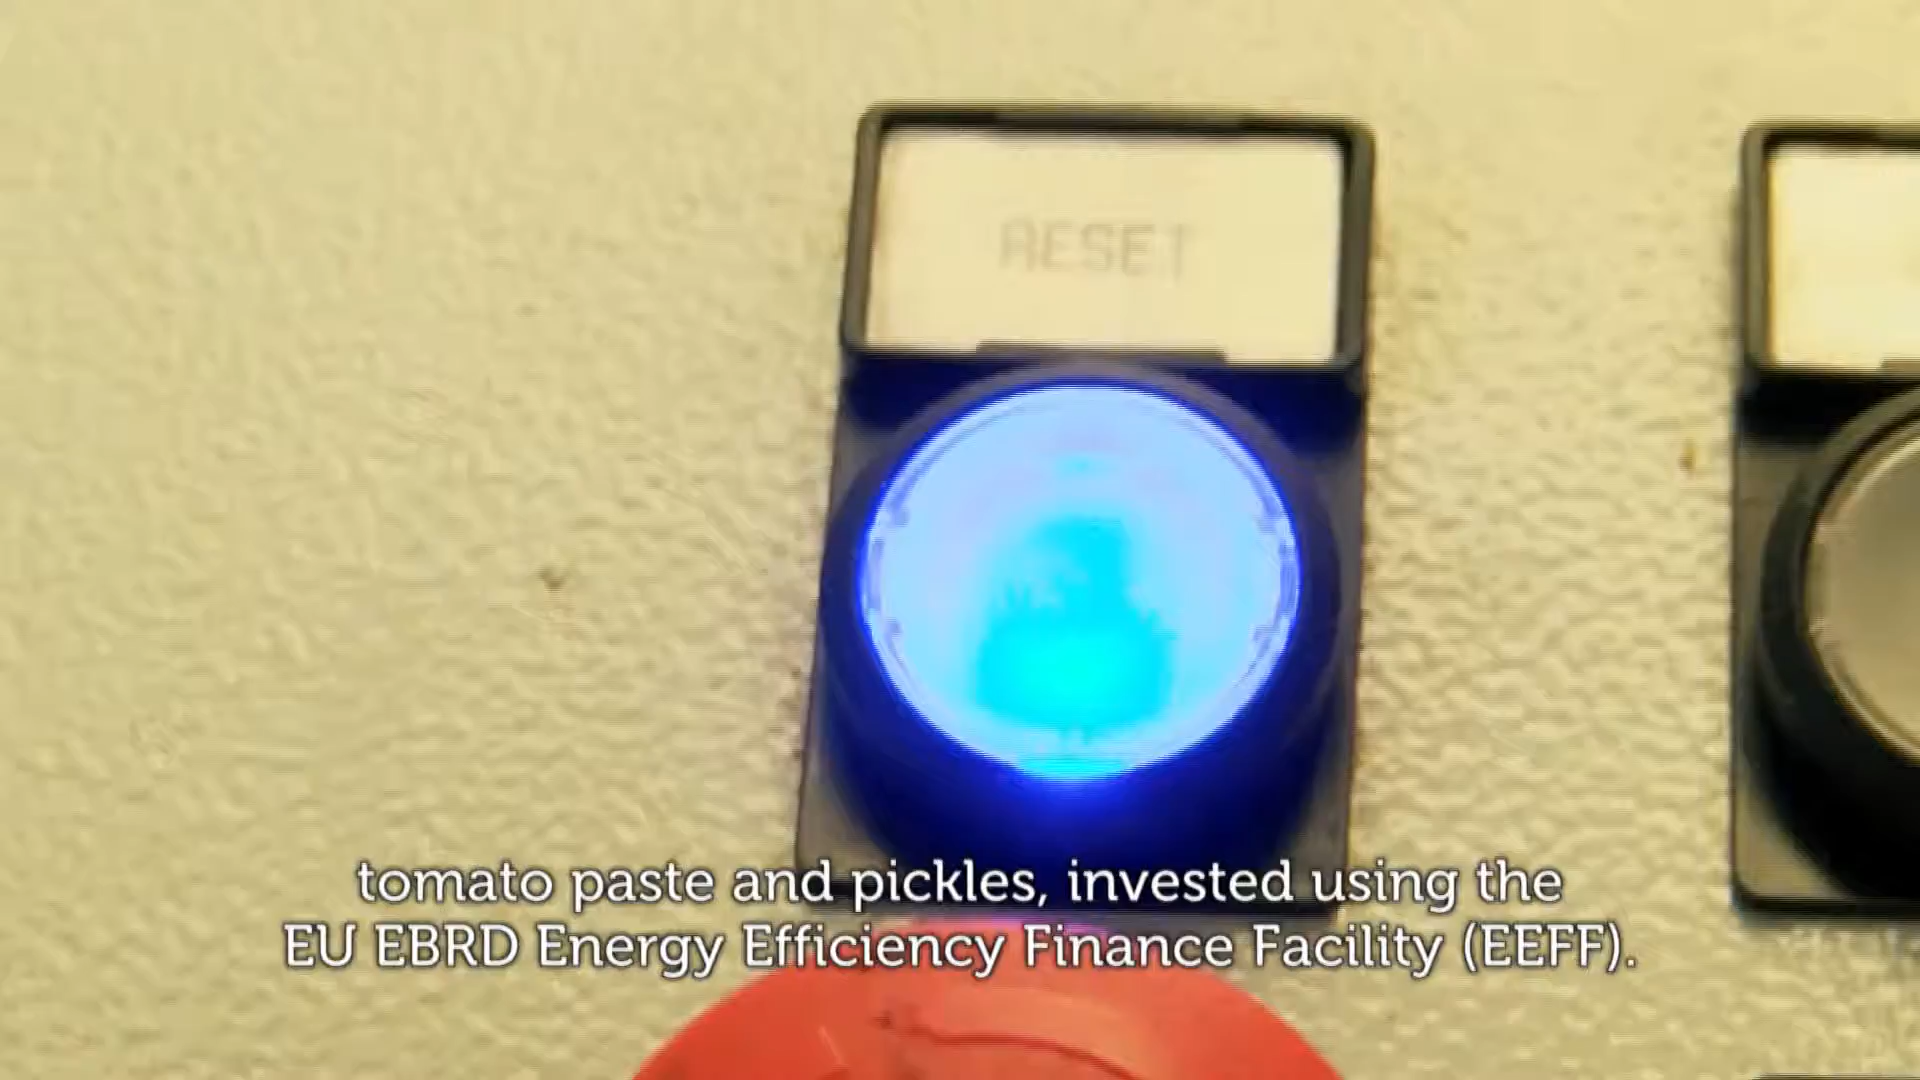 RESET
tomato paste and pickles, invested using the
EU EBRD Energy Efficiency Finance Facility (EEFF).